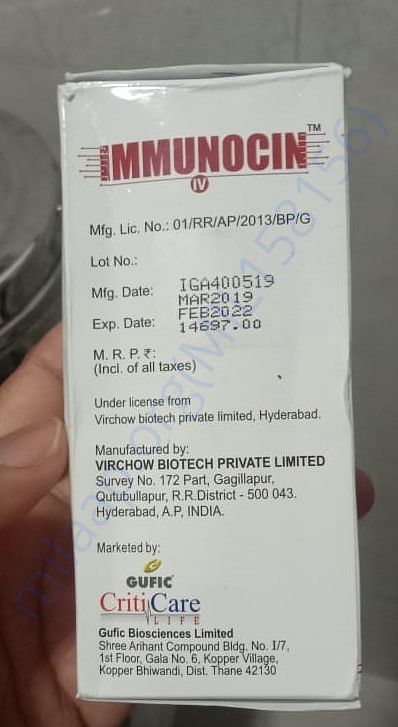 IMMUNOCIN TM
IV
Mfg. Lic. No.: 01/RR/AP/2013/BP/G
Lot No.: IGA400519
Mfg. Date: MAR2019
Exp. Date: FEB2022
M. R. P. ₹: 14697.00
(Incl. of all taxes)
Under license from
Virchow biotech private limited, Hyderabad.
Manufactured by:
VIRCHOW BIOTECH PRIVATE LIMITED
Survey No. 172 Part, Gagillapur,
Qutubullapur, R.R.District - 500 043.
Hyderabad, A.P, INDIA.
Marketed by:
GUFIC
CritiCare
LIFE
Gufic Biosciences Limited
Shree Arihant Compound Bldg. No. I/7,
1st Floor, Gala No. 6, Kopper Village,
Kopper Bhiwandi, Dist. Thane 42130